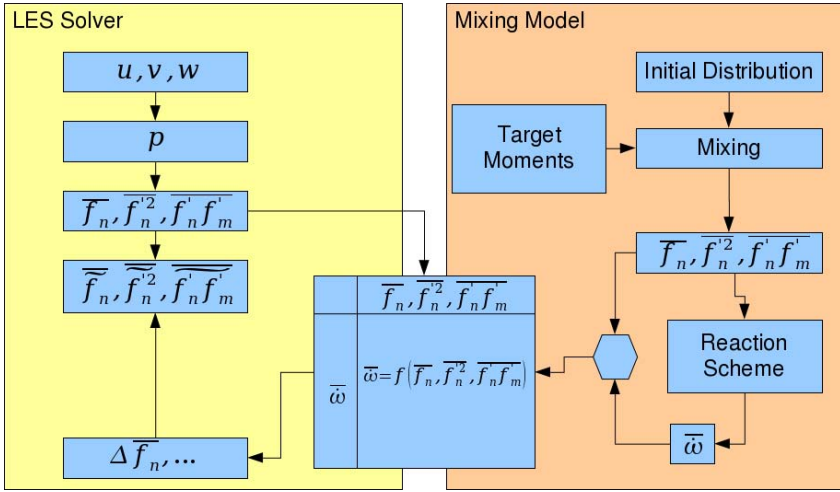 LES Solver
u, v, w
p
f̅ₙ, f̅'²ₙ, f̅'ₙf̅'ₘ
f̅̃ₙ, f̅̃'²ₙ, f̅̃'ₙf̅̃'ₘ
Δ f̅ₙ, ...
f̅ₙ, f̅'²ₙ, f̅'ₙf̅'ₘ
ω̇̅
ω̇̅=f(f̅ₙ, f̅'²ₙ, f̅'ₙf̅'ₘ)
Mixing Model
Initial Distribution
Target
Moments
Mixing
f̅ₙ, f̅'²ₙ, f̅'ₙf̅'ₘ
Reaction
Scheme
ω̇̅